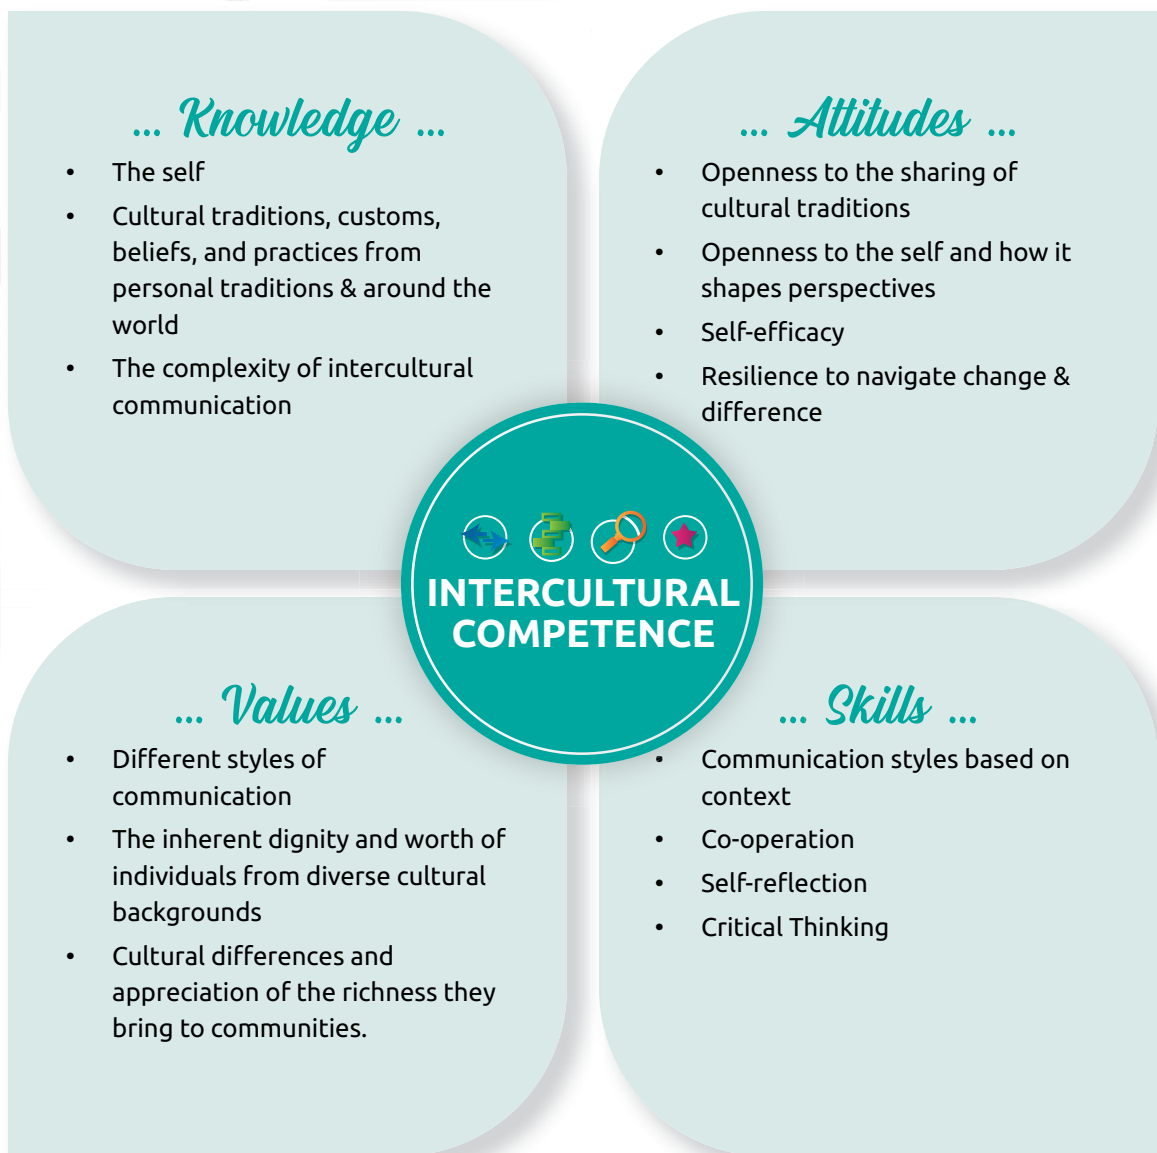 ... Knowledge ...
• The self
• Cultural traditions, customs,
beliefs, and practices from
personal traditions & around the
world
• The complexity of intercultural
communication
... Attitudes ...
• Openness to the sharing of
cultural traditions
• Openness to the self and how it
shapes perspectives
• Self-efficacy
• Resilience to navigate change &
difference
INTERCULTURAL
COMPETENCE
... Values ...
• Different styles of
communication
• The inherent dignity and worth of
individuals from diverse cultural
backgrounds
• Cultural differences and
appreciation of the richness they
bring to communities.
... Skills ...
• Communication styles based on
context
• Co-operation
• Self-reflection
• Critical Thinking